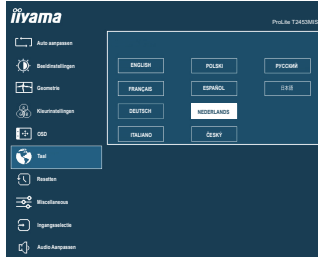 iiyama
ProLite T2453MIS
Auto aanpassen
Beeldinstellingen
Geometrie
Kleurinstellingen
OSD
Taal
Resetten
Miscellaneous
Ingangsselectie
Audio Aanpassen
ENGLISH POLSKI РУССКИЙ
FRANÇAIS ESPAÑOL 日本語
DEUTSCH NEDERLANDS
ITALIANO ČESKÝ